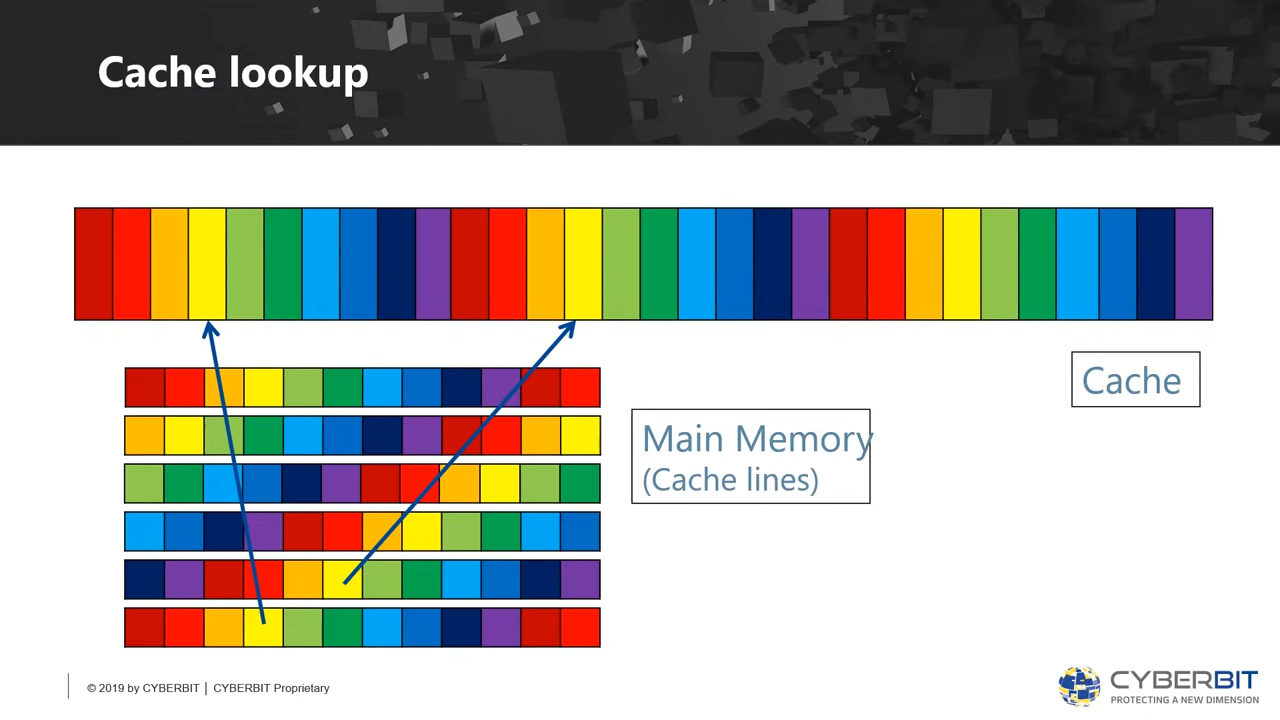 Cache lookup
Cache
Main Memory
(Cache lines)
© 2019 by CYBERBIT | CYBERBIT Proprietary
CYBERBIT
PROTECTING A NEW DIMENSION